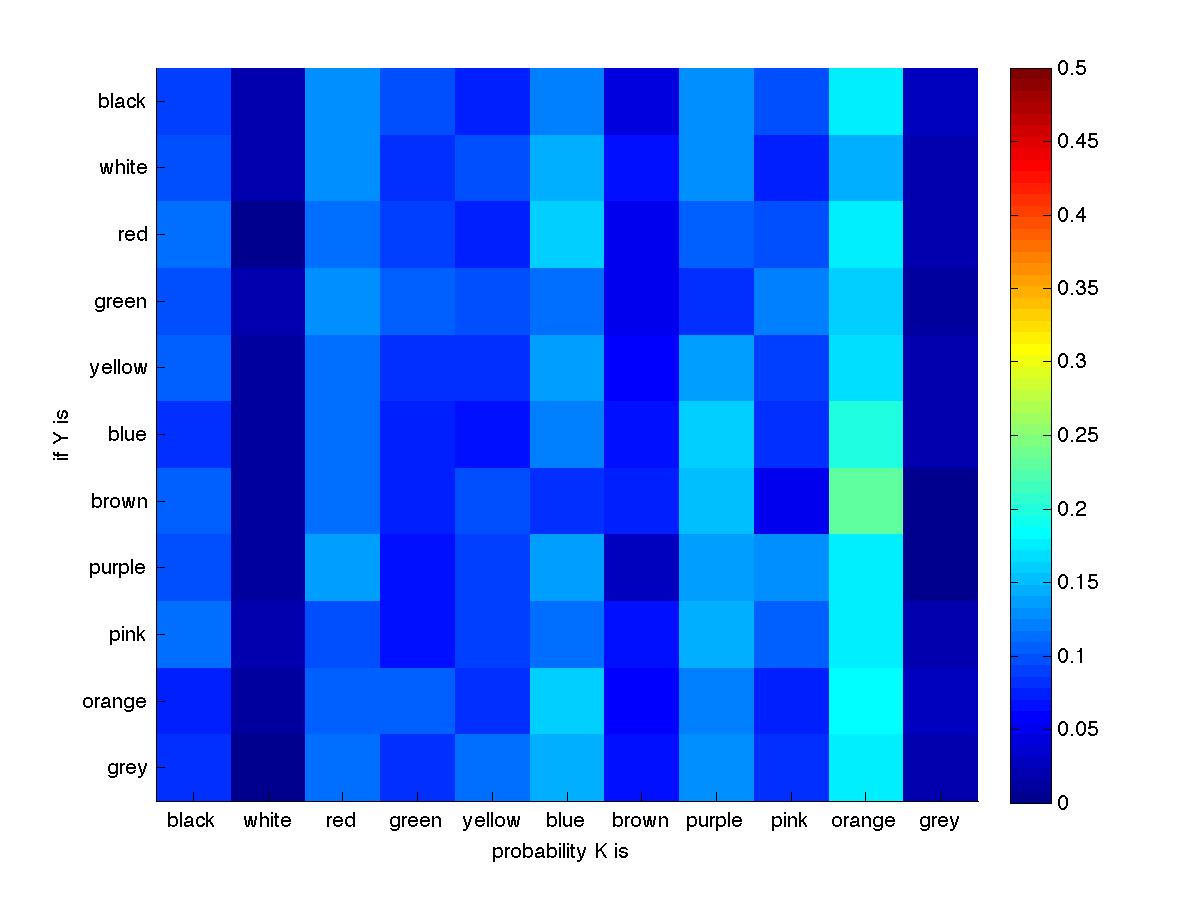 black
white
red
green
yellow
blue
brown
purple
pink
orange
grey
if Y is
black white red green yellow blue brown purple pink orange grey
probability K is
0.5
0.45
0.4
0.35
0.3
0.25
0.2
0.15
0.1
0.05
0